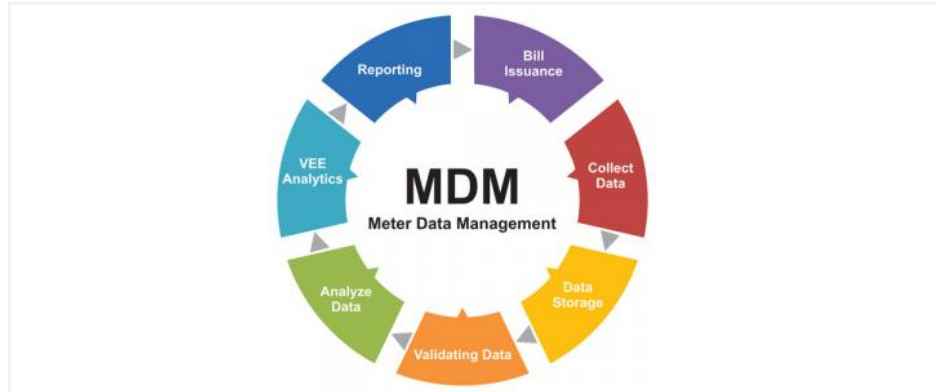 Reporting
Bill
Issuance
VEE
Analytics
Collect
Data
MDM
Meter Data Management
Analyze
Data
Data
Storage
Validating Data